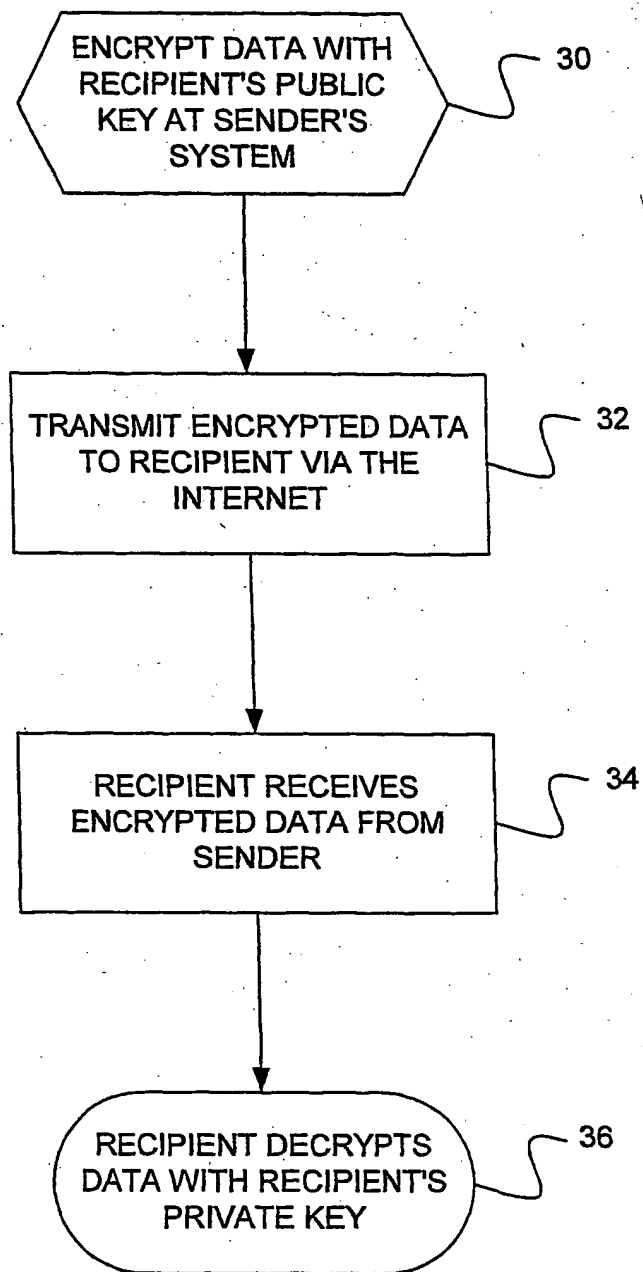 ENCRYPT DATA WITH
RECIPIENT'S PUBLIC
KEY AT SENDER'S
SYSTEM
30
TRANSMIT ENCRYPTED DATA
TO RECIPIENT VIA THE
INTERNET
32
RECIPIENT RECEIVES
ENCRYPTED DATA FROM
SENDER
34
RECIPIENT DECRYPTS
DATA WITH RECIPIENT'S
PRIVATE KEY
36